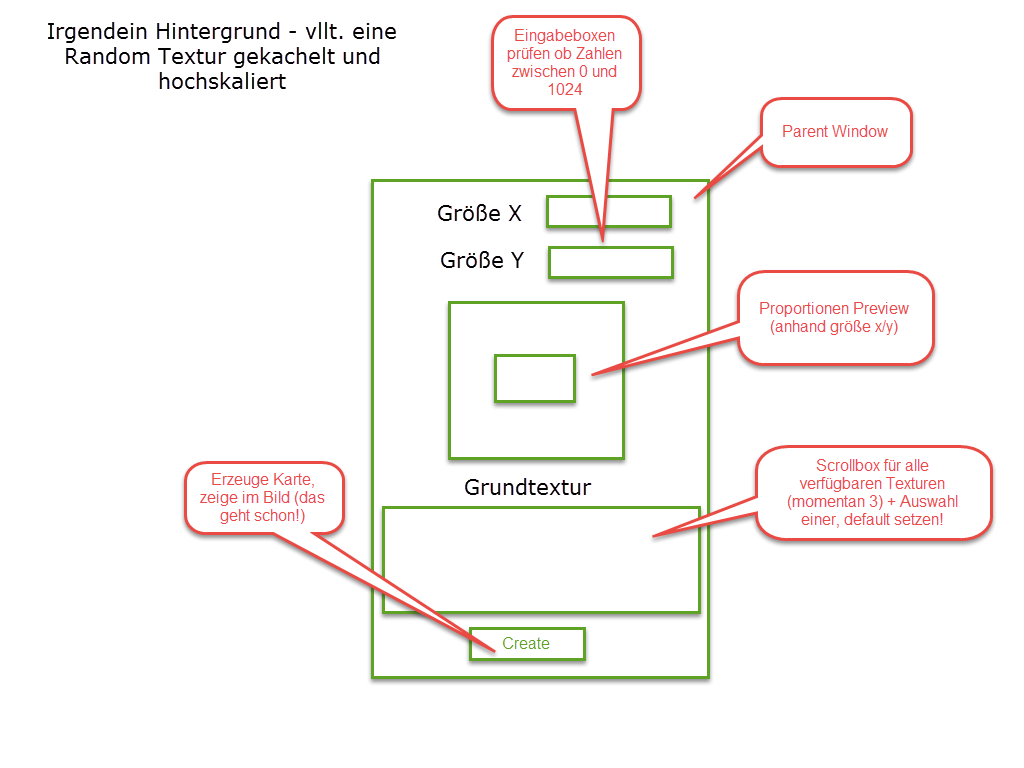 Irgendein Hintergrund - vllt. eine
Random Textur gekachelt und
hochskaliert
Eingabeboxen
prüfen ob Zahlen
zwischen 0 und
1024
Parent Window
Größe X
Größe Y
Proportionen Preview
(anhand größe x/y)
Erzeuge Karte,
zeige im Bild (das
geht schon!)
Grundtextur
Scrollbox für alle
verfügbaren Texturen
(momentan 3) + Auswahl
einer, default setzen!
Create